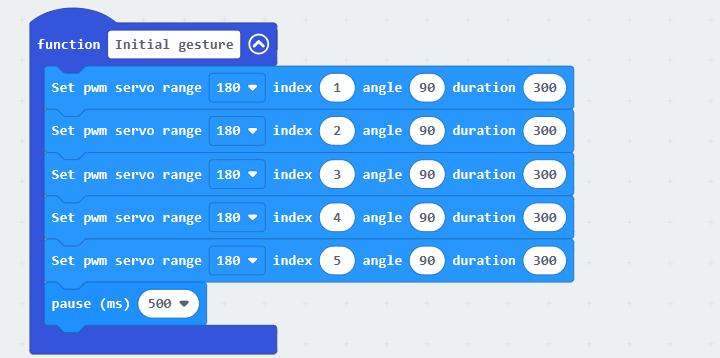 function Initial gesture
Set pwm servo range 180 index 1 angle 90 duration 300
Set pwm servo range 180 index 2 angle 90 duration 300
Set pwm servo range 180 index 3 angle 90 duration 300
Set pwm servo range 180 index 4 angle 90 duration 300
Set pwm servo range 180 index 5 angle 90 duration 300
pause (ms) 500